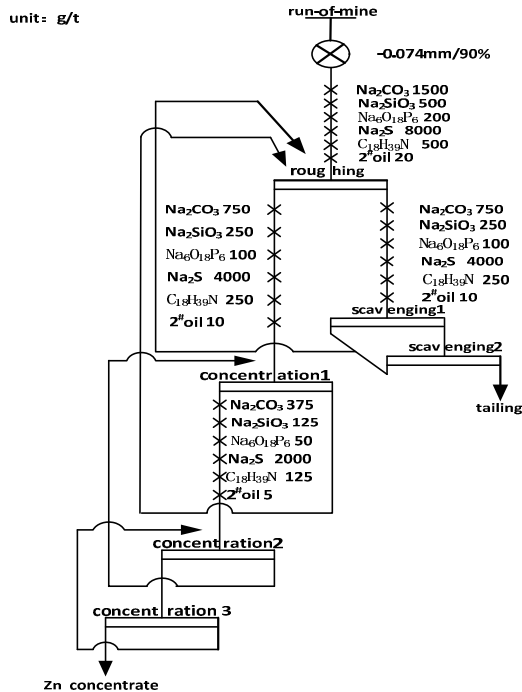 unit: g/t
run-of-mine
-0.074mm/90%
Na₂CO₃ 1500
Na₂SiO₃ 500
Na₆O₁₈P₆ 200
Na₂S 8000
C₁₈H₃₉N 500
2#oil 20
roughing
Na₂CO₃ 750
Na₂SiO₃ 250
Na₆O₁₈P₆ 100
Na₂S 4000
C₁₈H₃₉N 250
2#oil 10
Na₂CO₃ 750
Na₂SiO₃ 250
Na₆O₁₈P₆ 100
Na₂S 4000
C₁₈H₃₉N 250
2#oil 10
scavenging1
scavenging2
tailing
concentration1
Na₂CO₃ 375
Na₂SiO₃ 125
Na₆O₁₈P₆ 50
Na₂S 2000
C₁₈H₃₉N 125
2#oil 5
concentration2
concentration 3
Zn concentrate